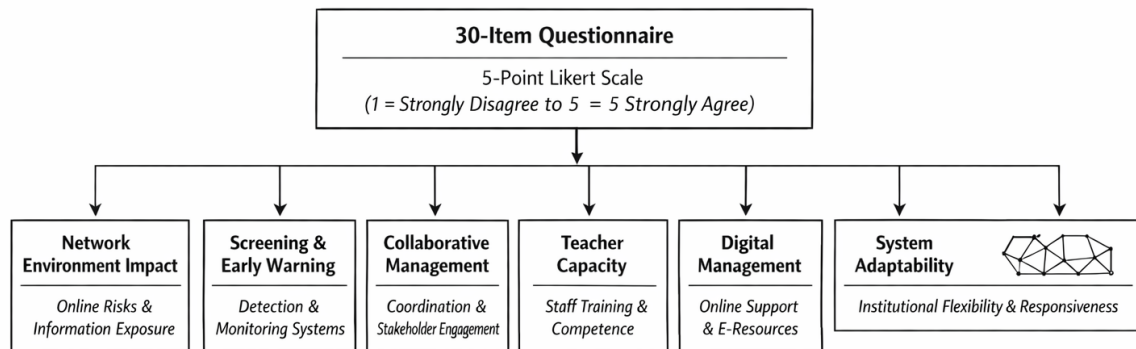 30-Item Questionnaire
5-Point Likert Scale
(1 = Strongly Disagree to 5 = 5 Strongly Agree)
Network
Environment Impact
Online Risks &
Information Exposure
Screening &
Early Warning
Detection &
Monitoring Systems
Collaborative
Management
Coordination &
Stakeholder Engagement
Teacher
Capacity
Staff Training &
Competence
Digital
Management
Online Support
& E-Resources
System
Adaptability
Institutional Flexibility & Responsiveness